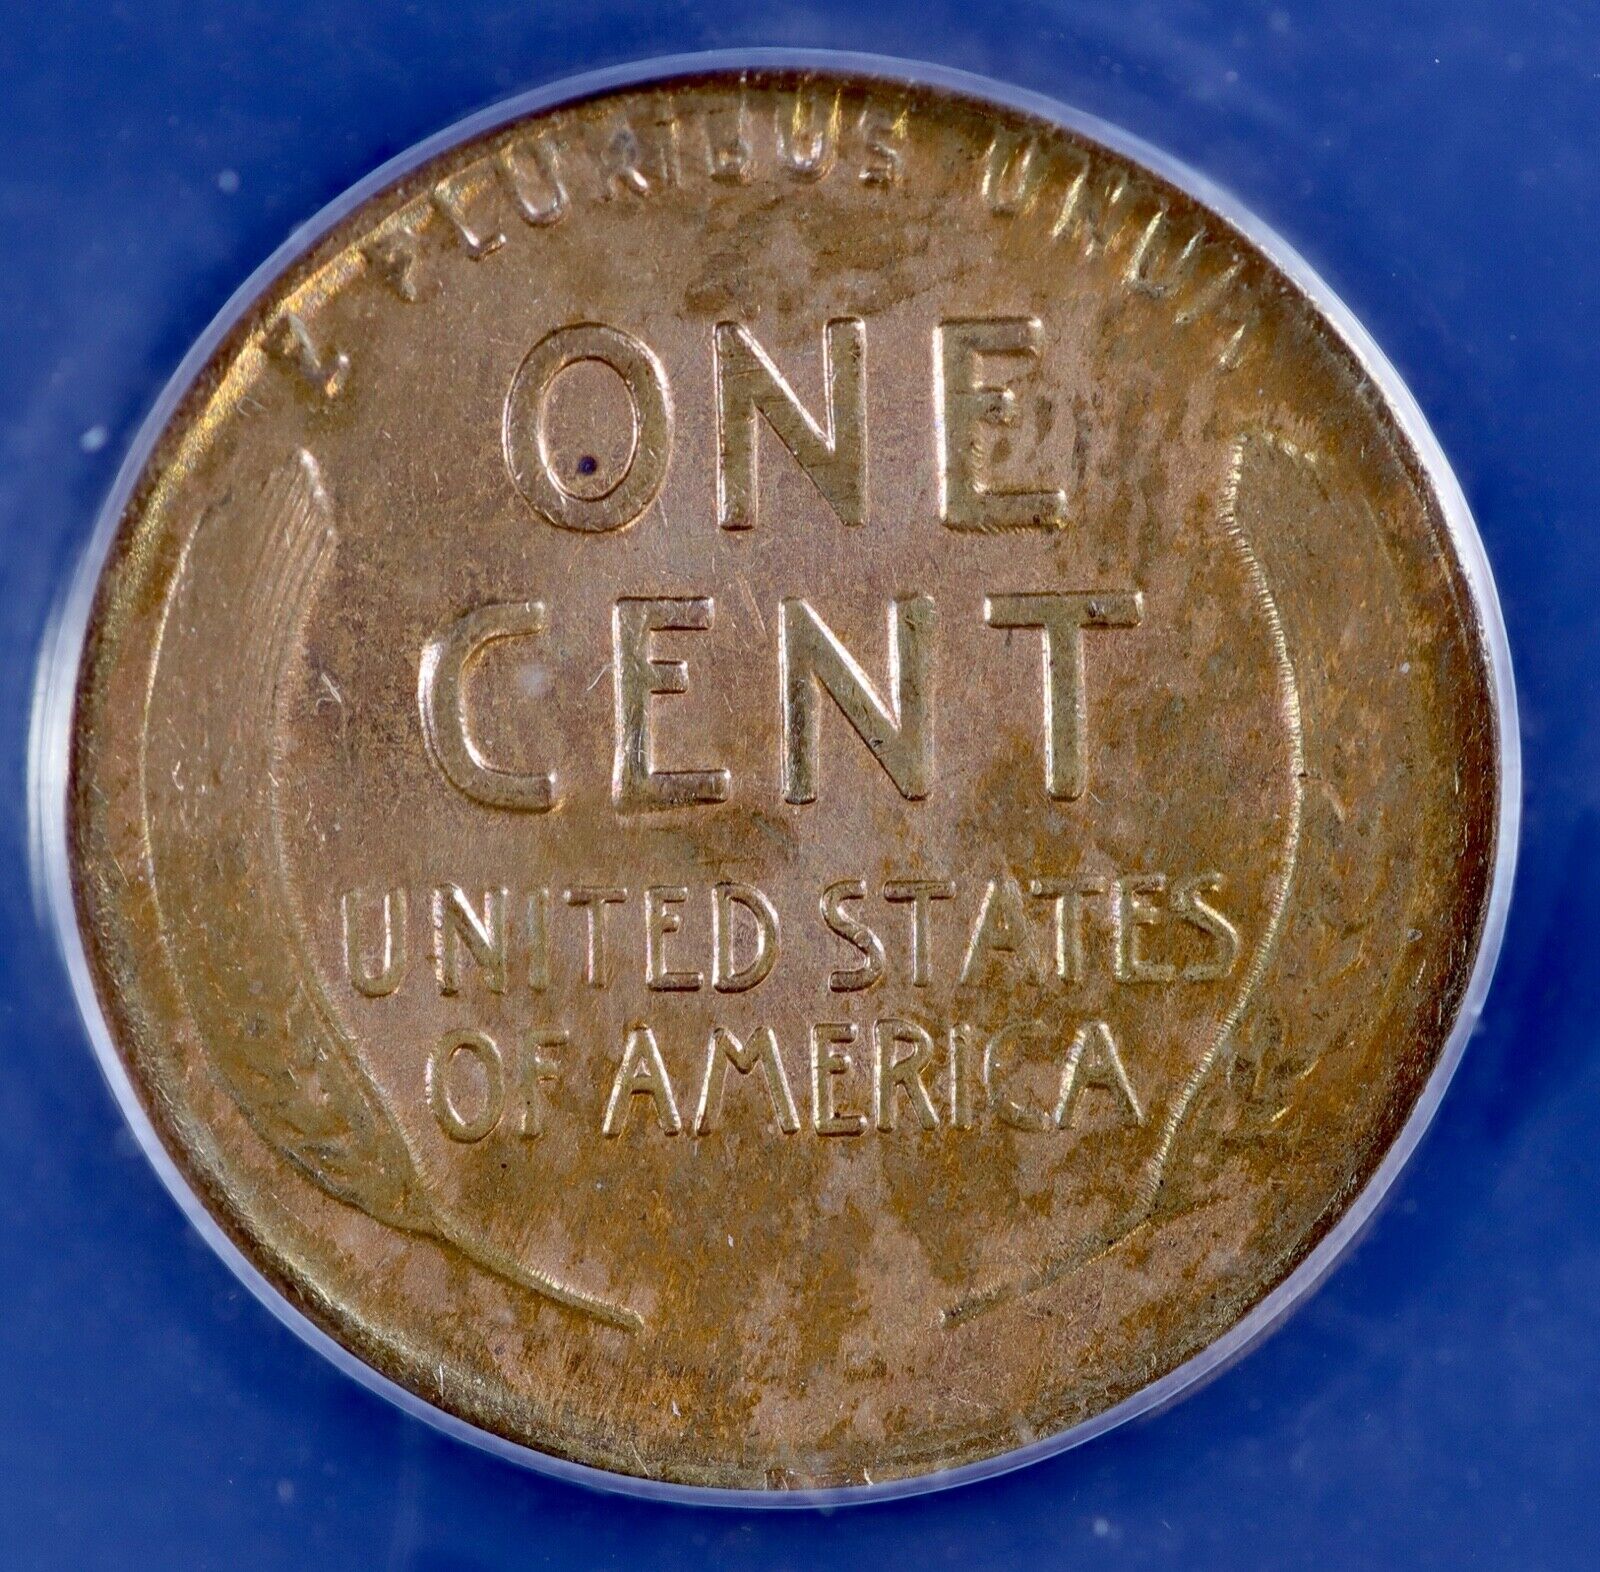 E PLURIBUS UNUM
ONE
CENT
UNITED STATES
OF AMERICA